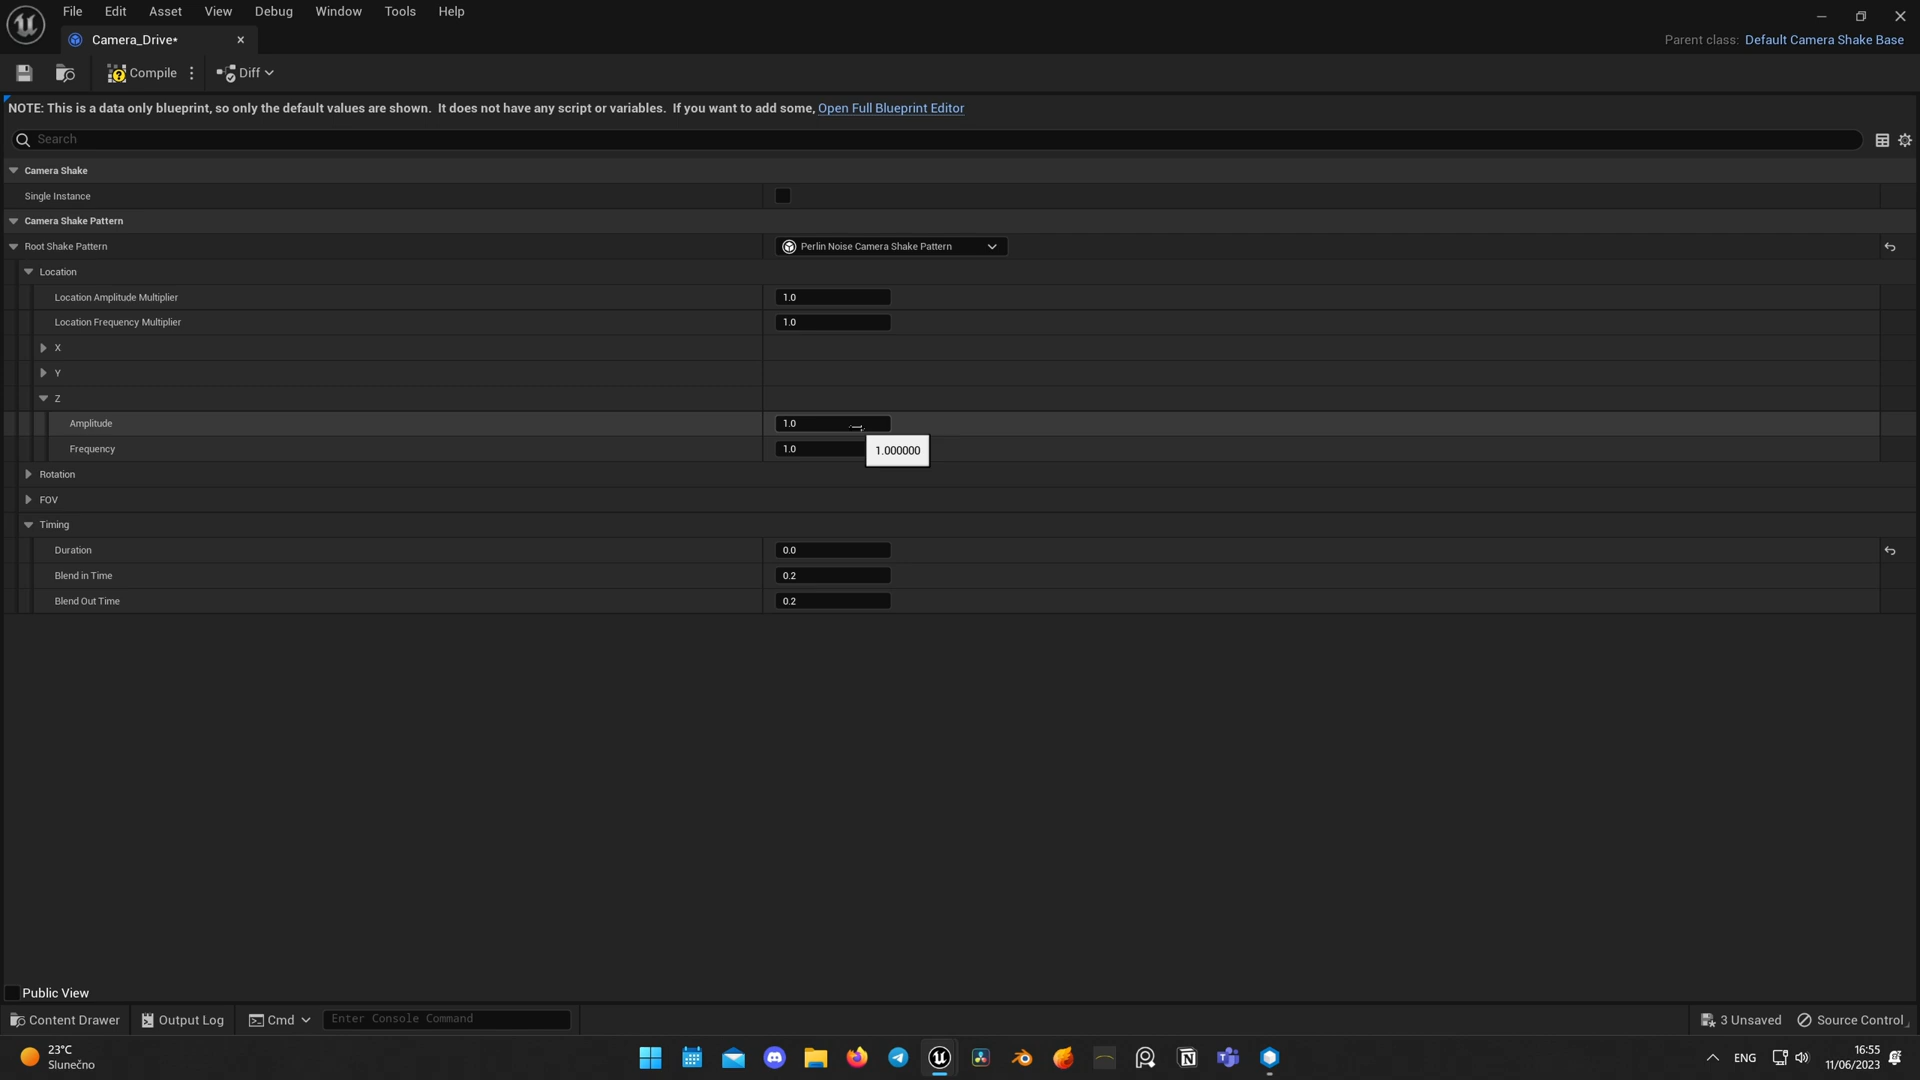 File Edit Asset View Debug Window Tools Help
Camera_Drive*
Parent class: Default Camera Shake Base
Compile Diff
NOTE: This is a data only blueprint, so only the default values are shown. It does not have any script or variables. If you want to add some, Open Full Blueprint Editor
Search
Camera Shake
Single Instance
Camera Shake Pattern
Root Shake Pattern Perlin Noise Camera Shake Pattern
Location
Location Amplitude Multiplier 1.0
Location Frequency Multiplier 1.0
X
Y
Z
Amplitude 1.0
Frequency 1.0
1.000000
Rotation
FOV
Timing
Duration 0.0
Blend in Time 0.2
Blend Out Time 0.2
Public View
Content Drawer Output Log Cmd Enter Console Command 3 Unsaved Source Control
23°C
Slunečno
ENG
16:55
11/06/2023